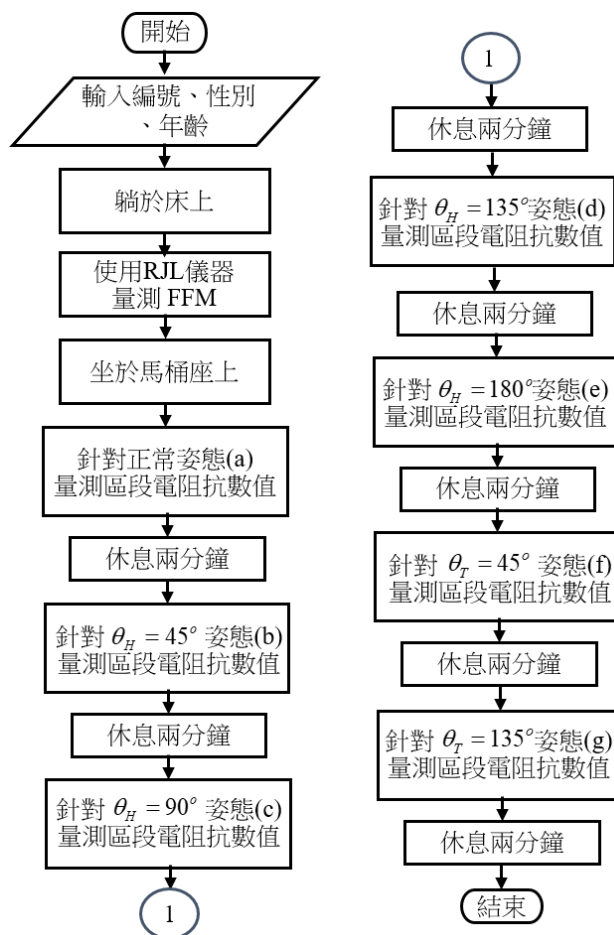 開始
輸入編號、性別
、年齡
躺於床上
使用RJL儀器
量測 FFM
坐於馬桶座上
針對正常姿態(a)
量測區段電阻抗數值
休息兩分鐘
針對 θ_H = 45° 姿態(b)
量測區段電阻抗數值
休息兩分鐘
針對 θ_H = 90° 姿態(c)
量測區段電阻抗數值
1
1
休息兩分鐘
針對 θ_H = 135° 姿態(d)
量測區段電阻抗數值
休息兩分鐘
針對 θ_H = 180° 姿態(e)
量測區段電阻抗數值
休息兩分鐘
針對 θ_T = 45° 姿態(f)
量測區段電阻抗數值
休息兩分鐘
針對 θ_T = 135° 姿態(g)
量測區段電阻抗數值
休息兩分鐘
結束